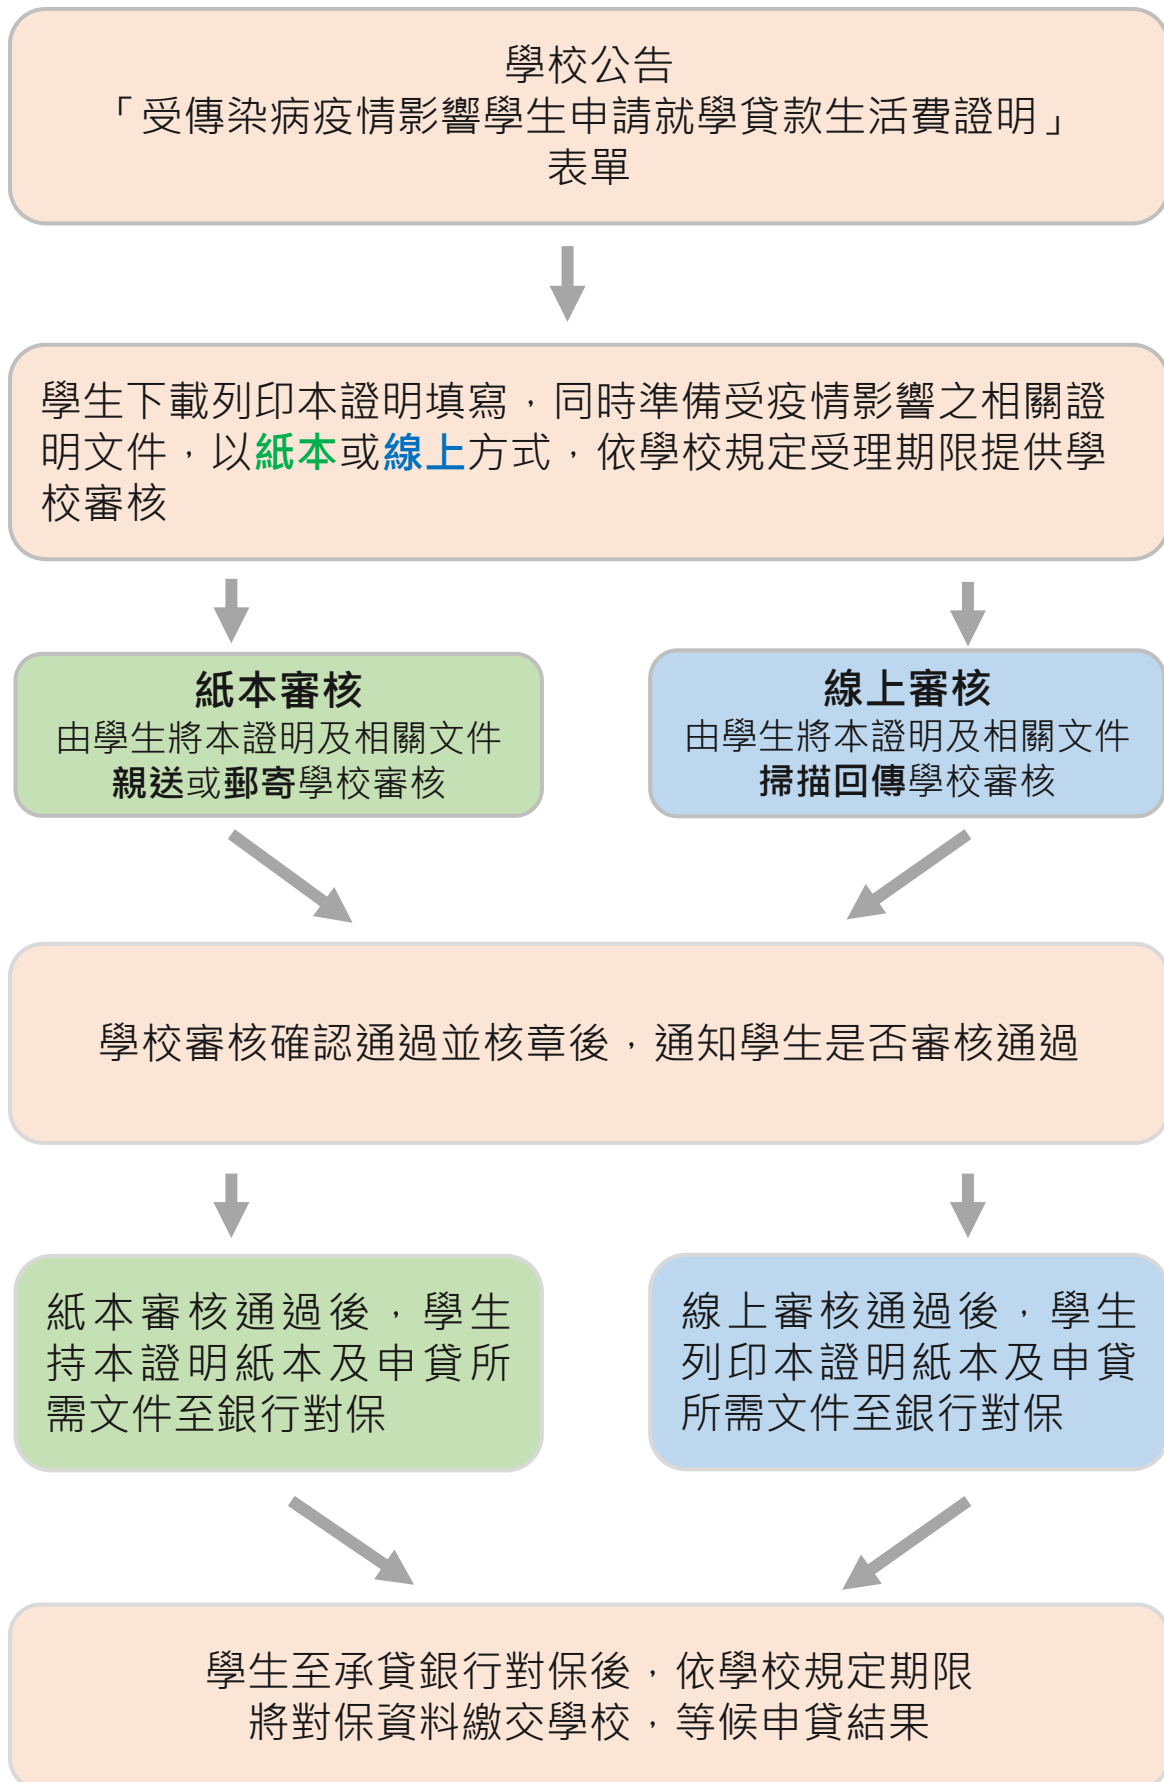 學校公告
「受傳染病疫情影響學生申請就學貸款生活費證明」
表單
學生下載列印本證明填寫，同時準備受疫情影響之相關證
明文件，以紙本或線上方式，依學校規定受理期限提供學
校審核
紙本審核
由學生將本證明及相關文件
親送或郵寄學校審核
線上審核
由學生將本證明及相關文件
掃描回傳學校審核
學校審核確認通過並核章後，通知學生是否審核通過
紙本審核通過後，學生
持本證明紙本及申貸所
需文件至銀行對保
線上審核通過後，學生
列印本證明紙本及申貸
所需文件至銀行對保
學生至承貸銀行對保後，依學校規定期限
將對保資料繳交學校，等候申貸結果